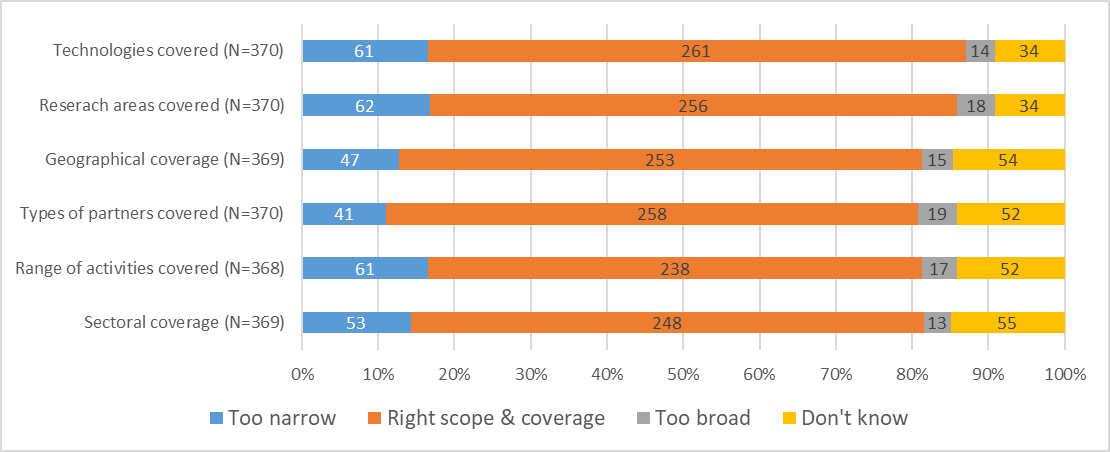 Technologies covered (N=370) 61 261 14 34
Reserach areas covered (N=370) 62 256 18 34
Geographical coverage (N=369) 47 253 15 54
Types of partners covered (N=370) 41 258 19 52
Range of activities covered (N=368) 61 238 17 52
Sectoral coverage (N=369) 53 248 13 55
0% 10% 20% 30% 40% 50% 60% 70% 80% 90% 100%
Too narrow Right scope & coverage Too broad Don't know